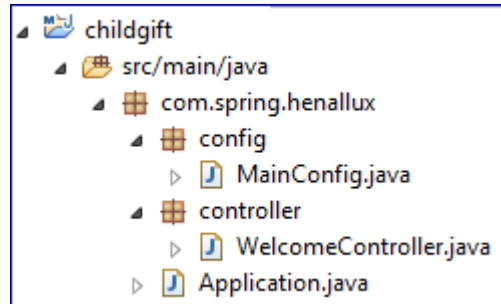 childgift
src/main/java
com.spring.henallux
config
MainConfig.java
controller
WelcomeController.java
Application.java